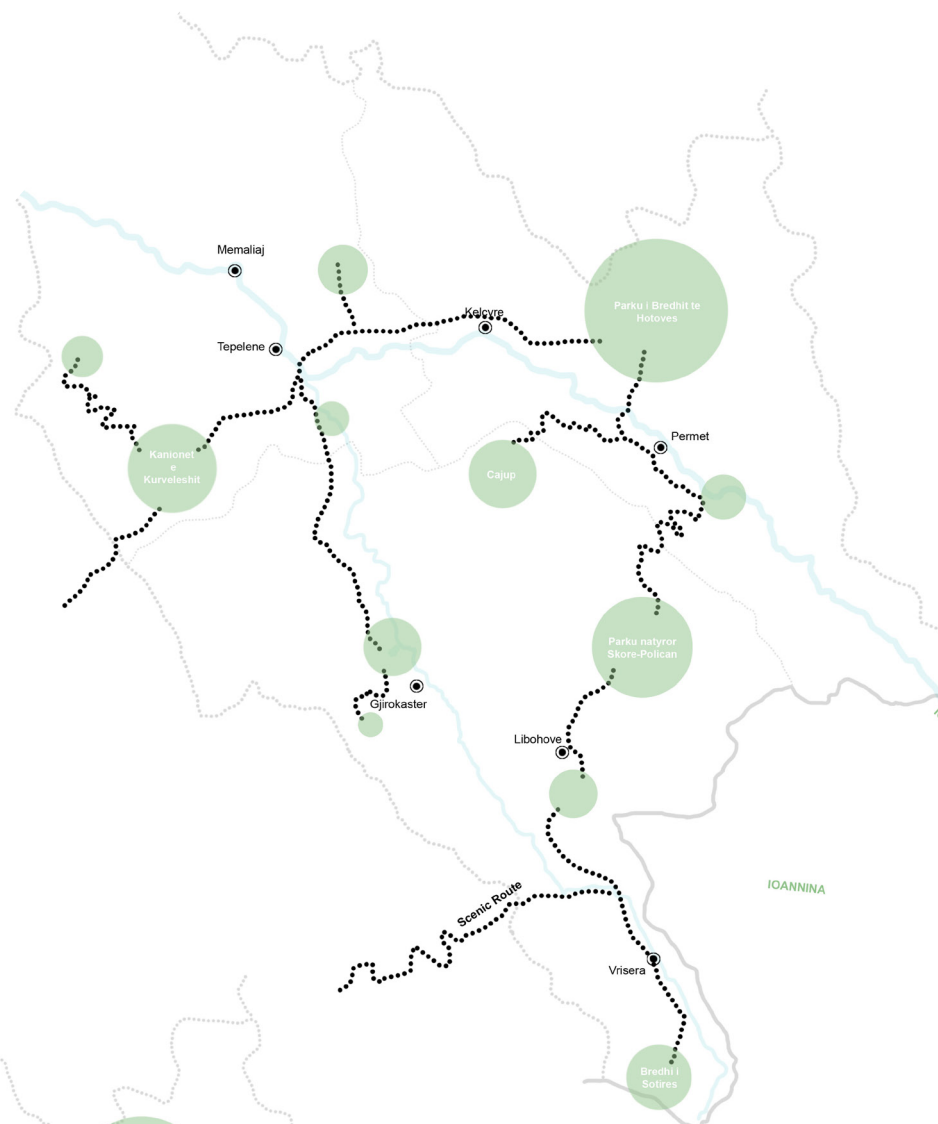 Memaliaj
Kelcyre
Parku i Bredhit te
Hotoves
Tepelene
Permet
Kanionet
e
Kurveleshit
Cajup
Parku natyror
Skore-Polican
Gjirokaster
Libohove
IOANNINA
Scenic Route
Vrisera
Bredhi i
Sotires